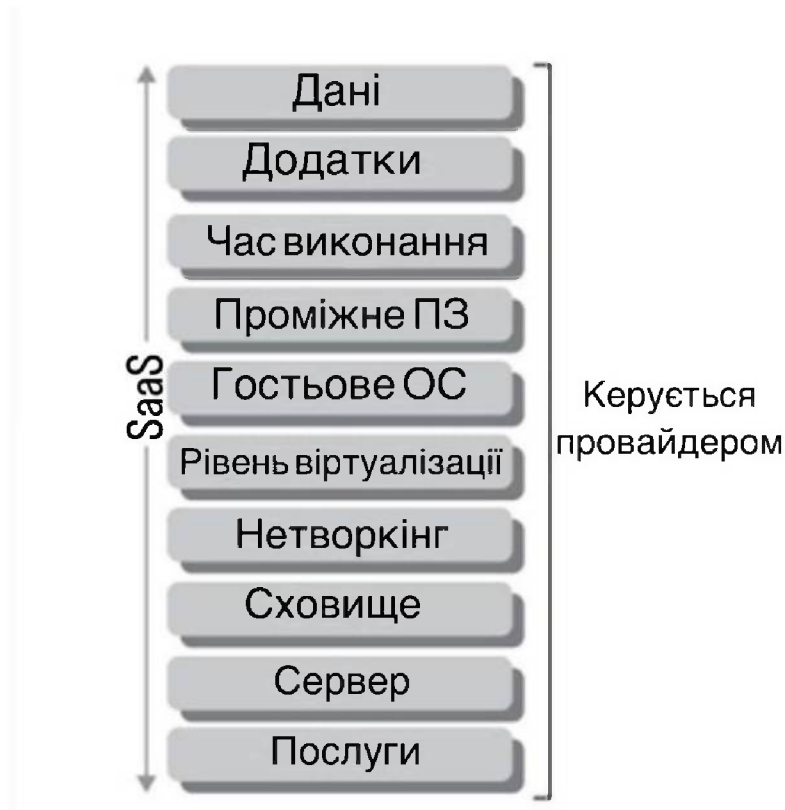 Дані
Додатки
Час виконання
Проміжне ПЗ
Гостьове ОС
Рівень віртуалізації
Нетворкінг
Сховище
Сервер
Послуги
SaaS
Керується
провайдером